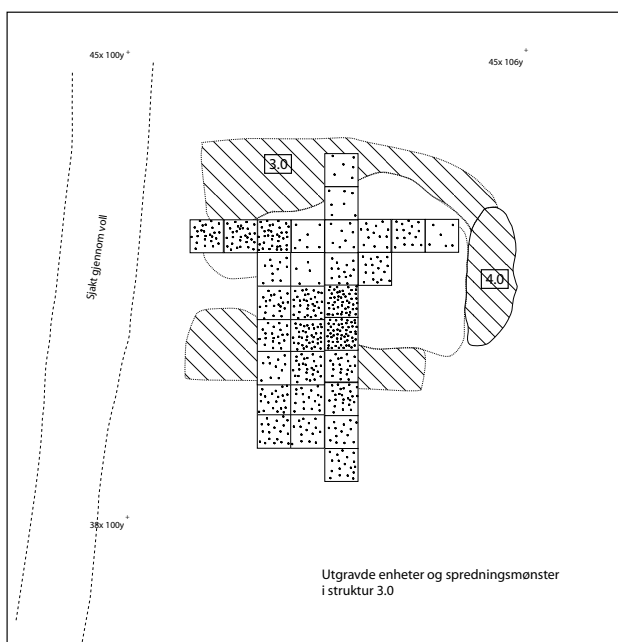 45x 100y
45x 106y
3.0
Sjakt gjennom voll
4.0
38x 100y
Utgravde enheter og spredningsmønster
i struktur 3.0